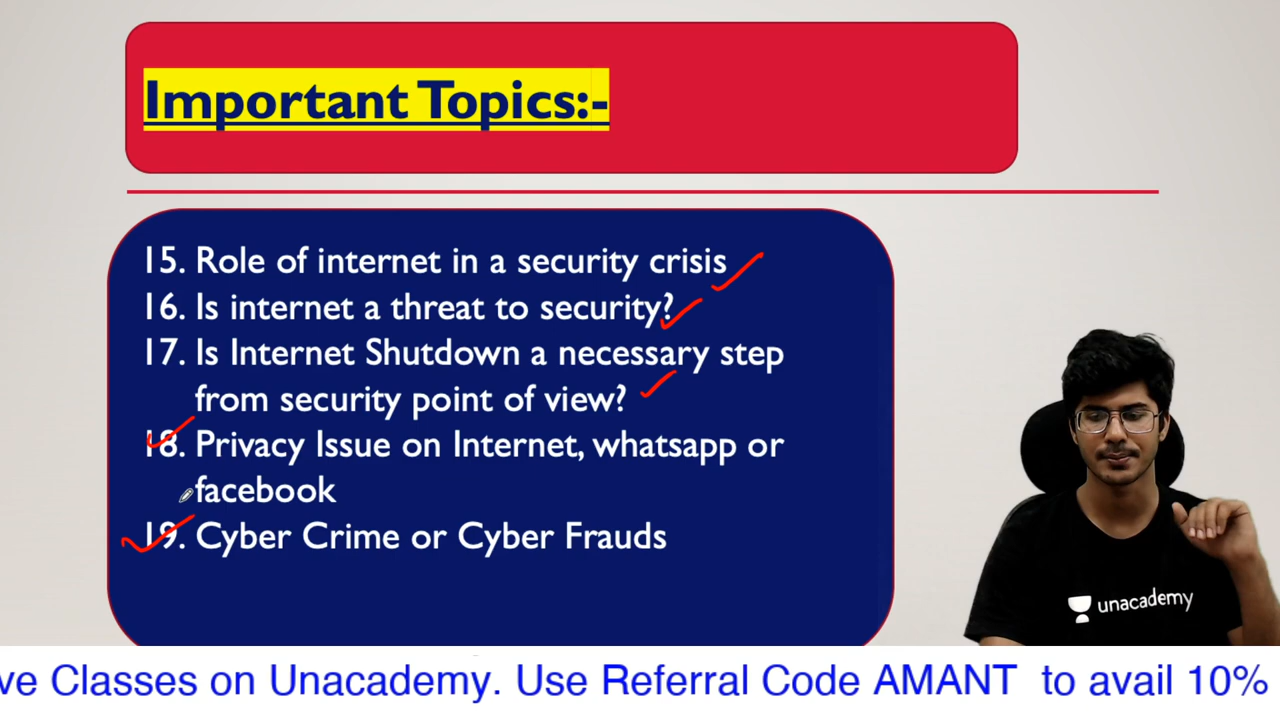 Important Topics:-
15. Role of internet in a security crisis
16. Is internet a threat to security?
17. Is Internet Shutdown a necessary step
from security point of view?
18. Privacy Issue on Internet, whatsapp or
facebook
19. Cyber Crime or Cyber Frauds
unacademy
ve Classes on Unacademy. Use Referral Code AMANT to avail 10%